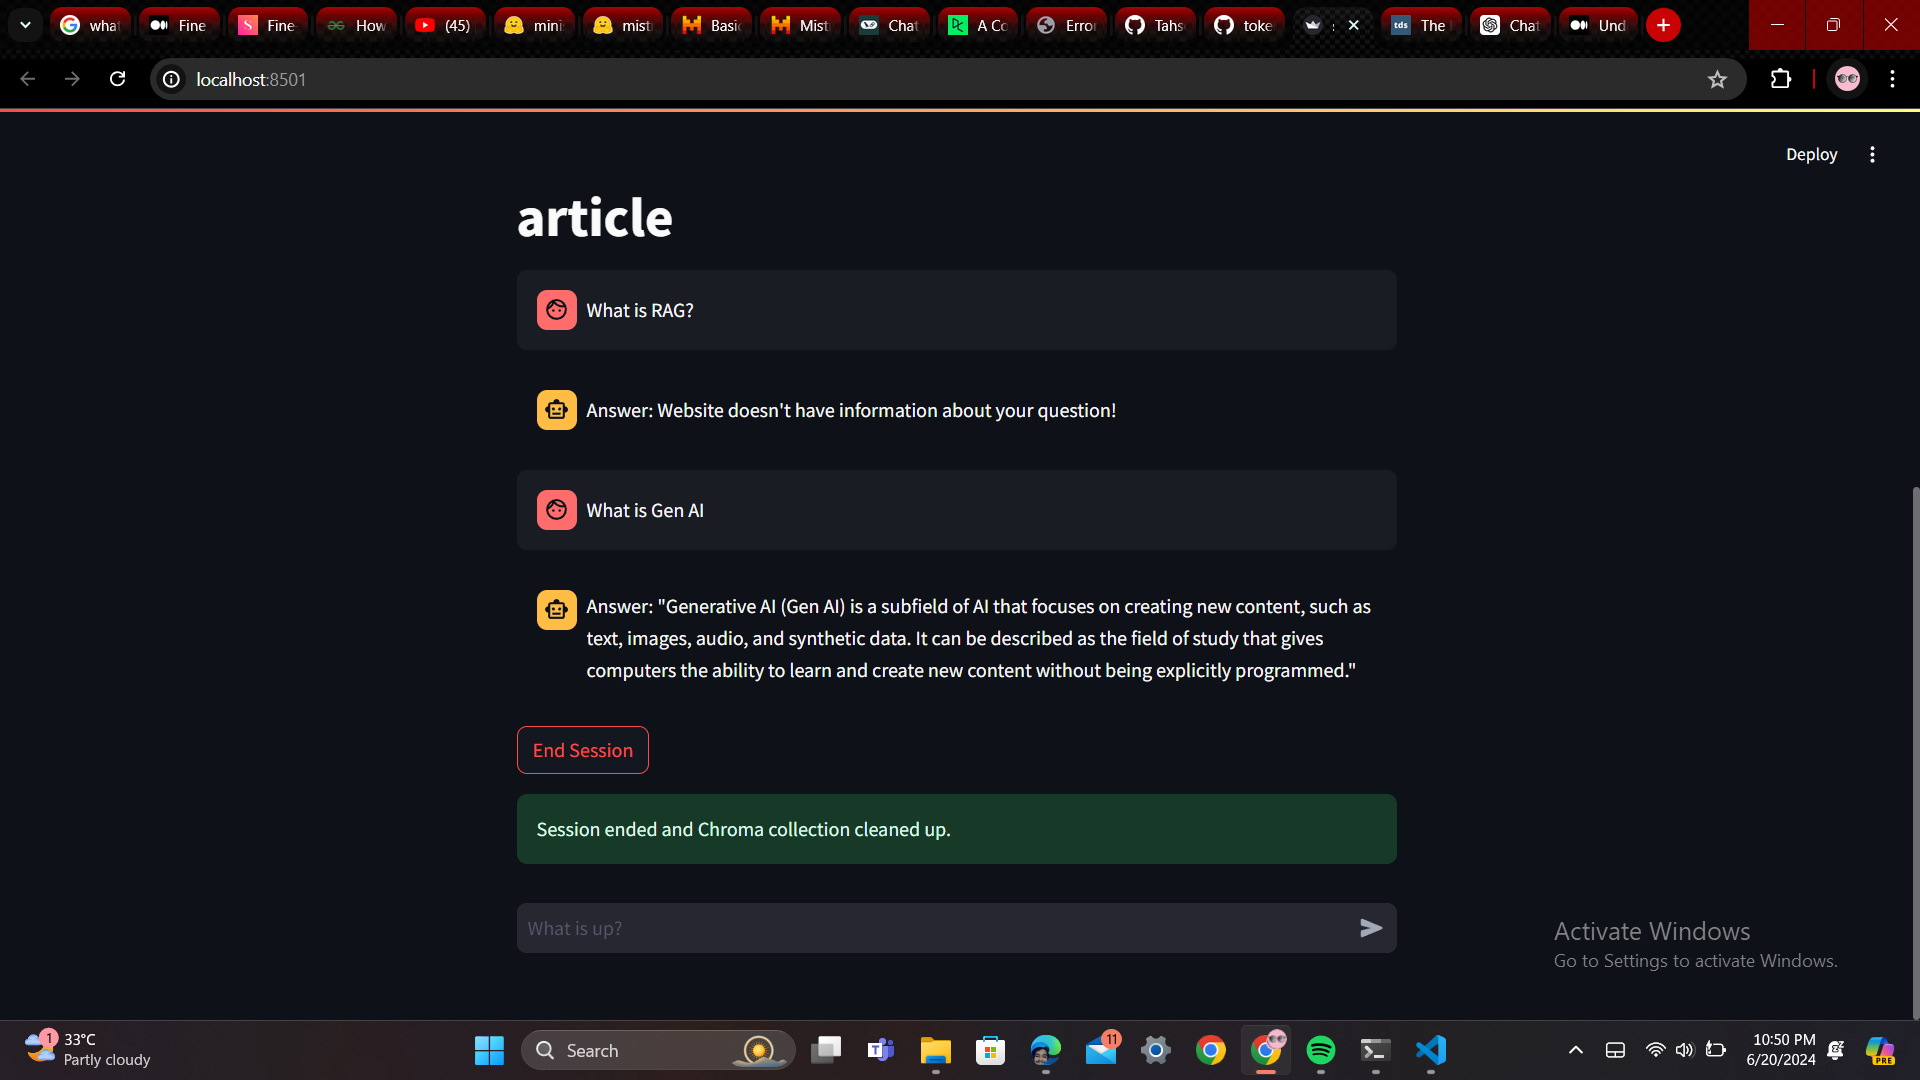 what
Fine
Fine
How
(45)
mini
mist
Basic
Mist
Chat
A Co
Erro
Tahs
toke
tds
The
Chat
Und
localhost:8501
Deploy
article
What is RAG?
Answer: Website doesn't have information about your question!
What is Gen AI
Answer: "Generative AI (Gen AI) is a subfield of AI that focuses on creating new content, such as
text, images, audio, and synthetic data. It can be described as the field of study that gives
computers the ability to learn and create new content without being explicitly programmed."
End Session
Session ended and Chroma collection cleaned up.
What is up?
Activate Windows
Go to Settings to activate Windows.
1
33°C
Partly cloudy
Search
11
10:50 PM
6/20/2024
PRE